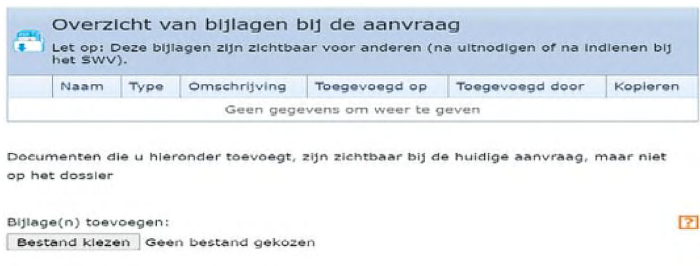 Overzicht van bijlagen bij de aanvraag
Let op: Deze bijlagen zijn zichtbaar voor anderen (na uitnodigen of na indienen bij
het SWV).
Naam Type Omschrijving Toegevoegd op Toegevoegd door Kopieren
Geen gegevens om weer te geven
Documenten die u hieronder toevoegt, zijn zichtbaar bij de huidige aanvraag, maar niet
op het dossier
Bijlage(n) toevoegen: ?
Bestand kiezen Geen bestand gekozen